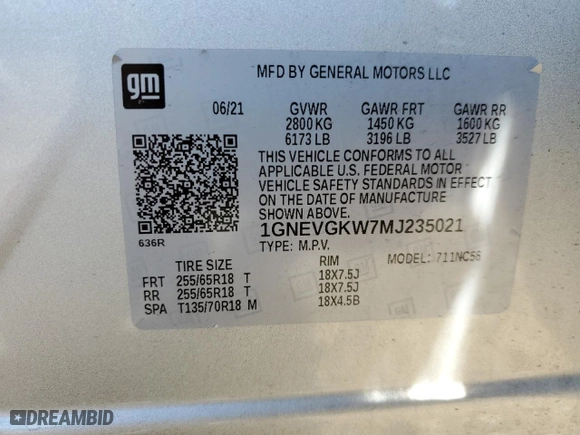 gm
MFD BY GENERAL MOTORS LLC
06/21 GVWR GAWR FRT GAWR RR
2800 KG 1450 KG 1600 KG
6173 LB 3196 LB 3527 LB
THIS VEHICLE CONFORMS TO ALL
APPLICABLE U.S. FEDERAL MOTOR
VEHICLE SAFETY STANDARDS IN EFFECT
ON THE DATE OF MANUFACTURE
SHOWN ABOVE.
1GNEVGKW7MJ235021
636R
TYPE: M.P.V. MODEL: 711NC56
TIRE SIZE RIM
FRT 255/65R18 T 18X7.5J
RR 255/65R18 T 18X7.5J
SPA T135/70R18 M 18X4.5B
DREAMBID